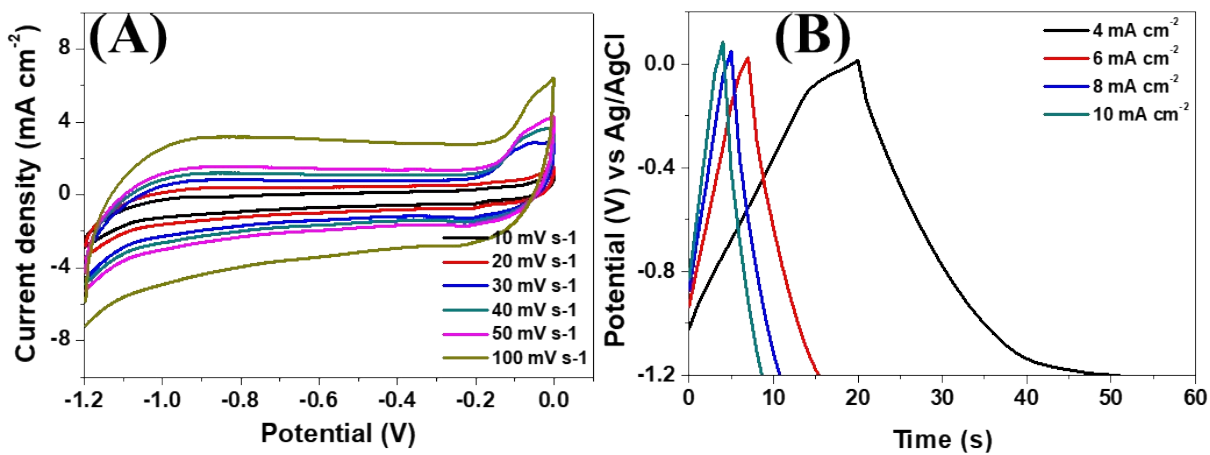 (A)
Current density (mA cm-2)
8
4
0
-4
-8
10 mV s-1
20 mV s-1
30 mV s-1
40 mV s-1
50 mV s-1
100 mV s-1
-1.2 -1.0 -0.8 -0.6 -0.4 -0.2 0.0
Potential (V)
(B)
Potential (V) vs Ag/AgCl
0.0
-0.4
-0.8
-1.2
4 mA cm-2
6 mA cm-2
8 mA cm-2
10 mA cm-2
0 10 20 30 40 50 60
Time (s)